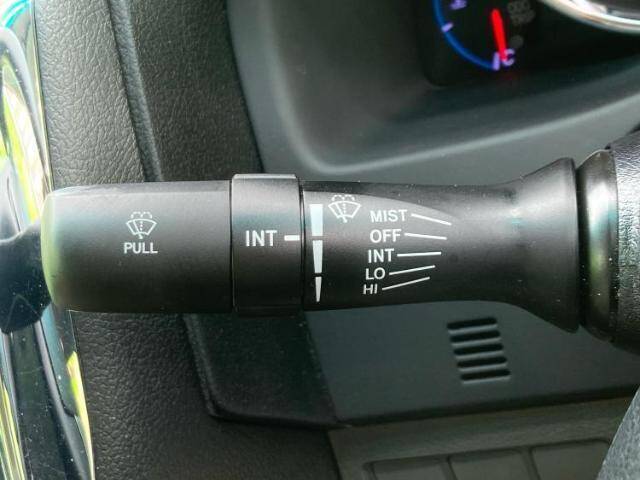 PULL
INT
MIST
OFF
INT
LO
HI
C